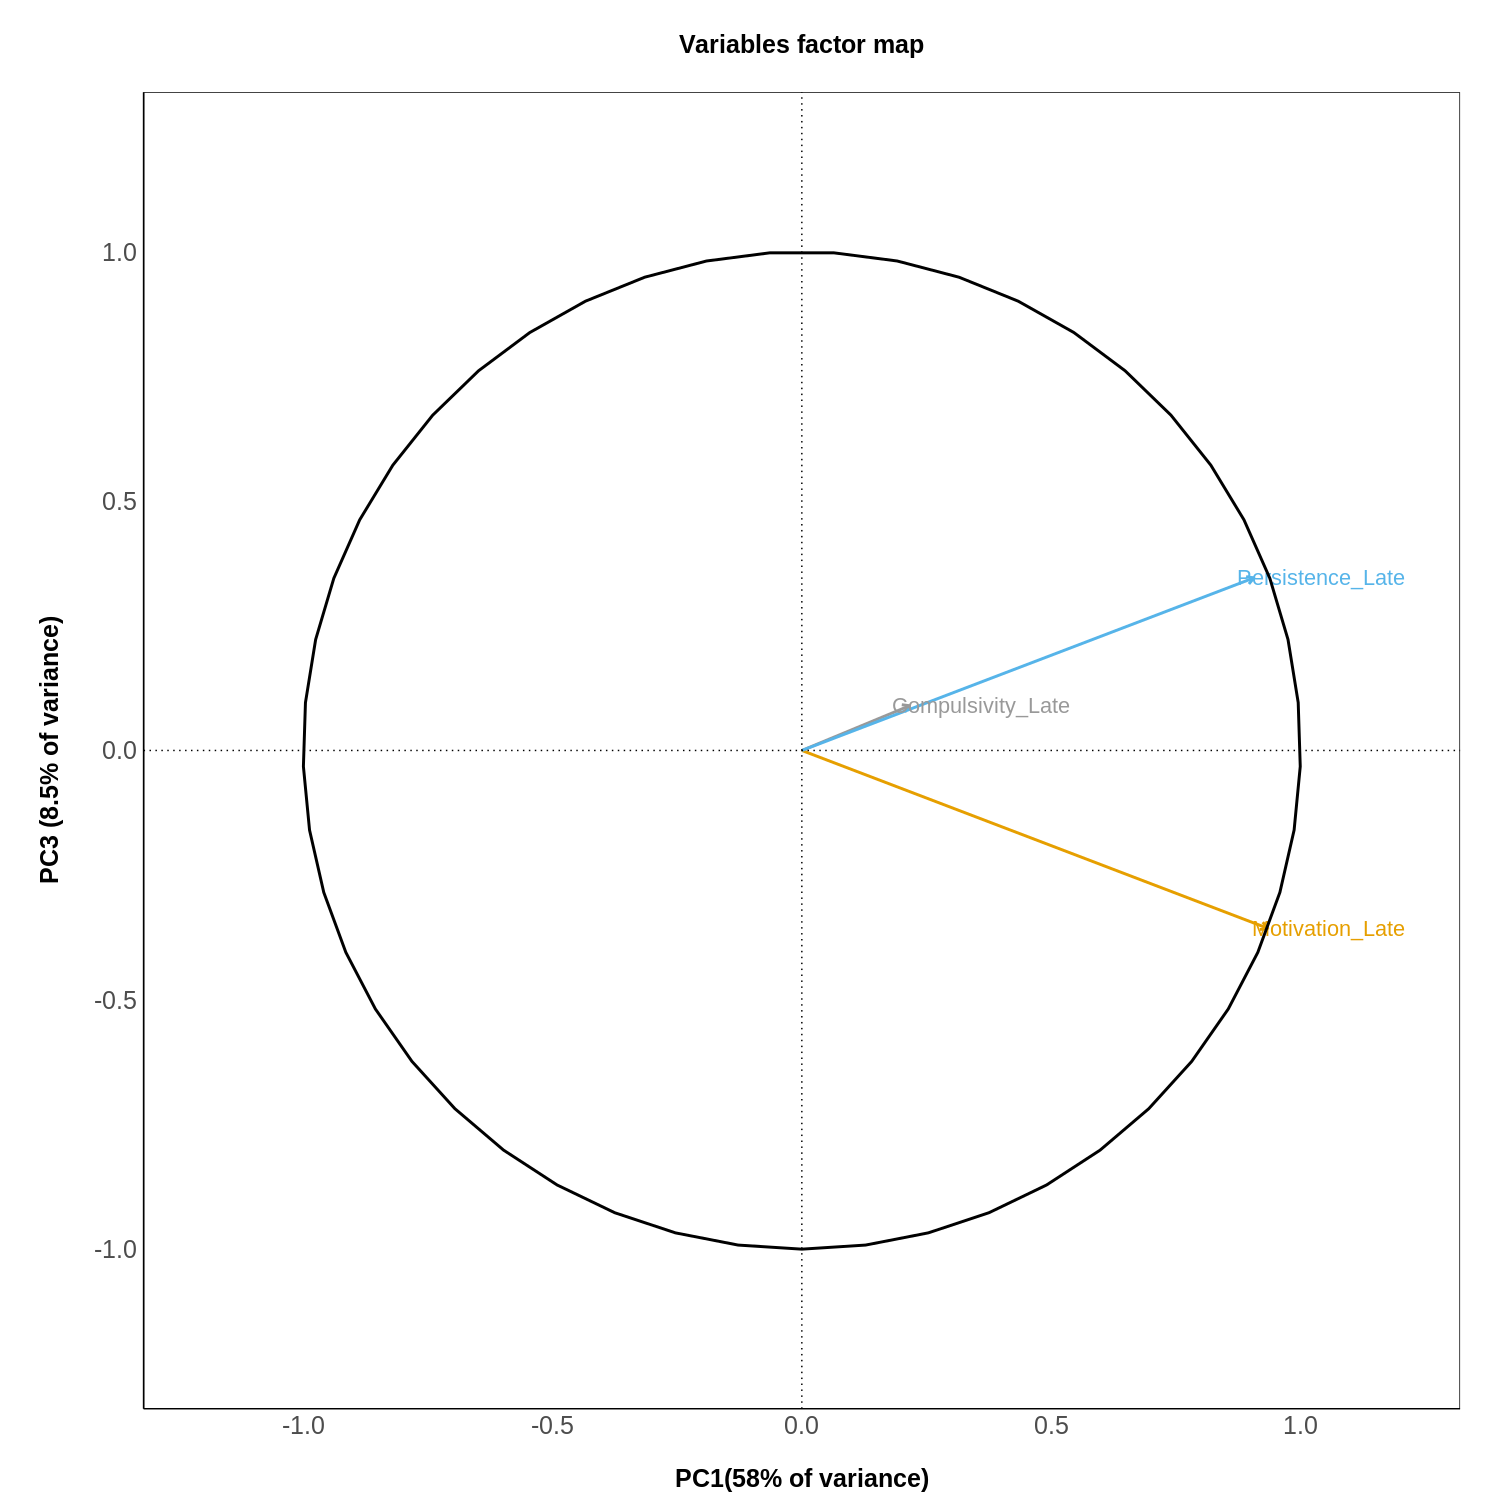 Variables factor map
1.0
0.5
0.0
-0.5
-1.0
PC3 (8.5% of variance)
Persistence_Late
Compulsivity_Late
Motivation_Late
-1.0
-0.5
0.0
0.5
1.0
PC1(58% of variance)